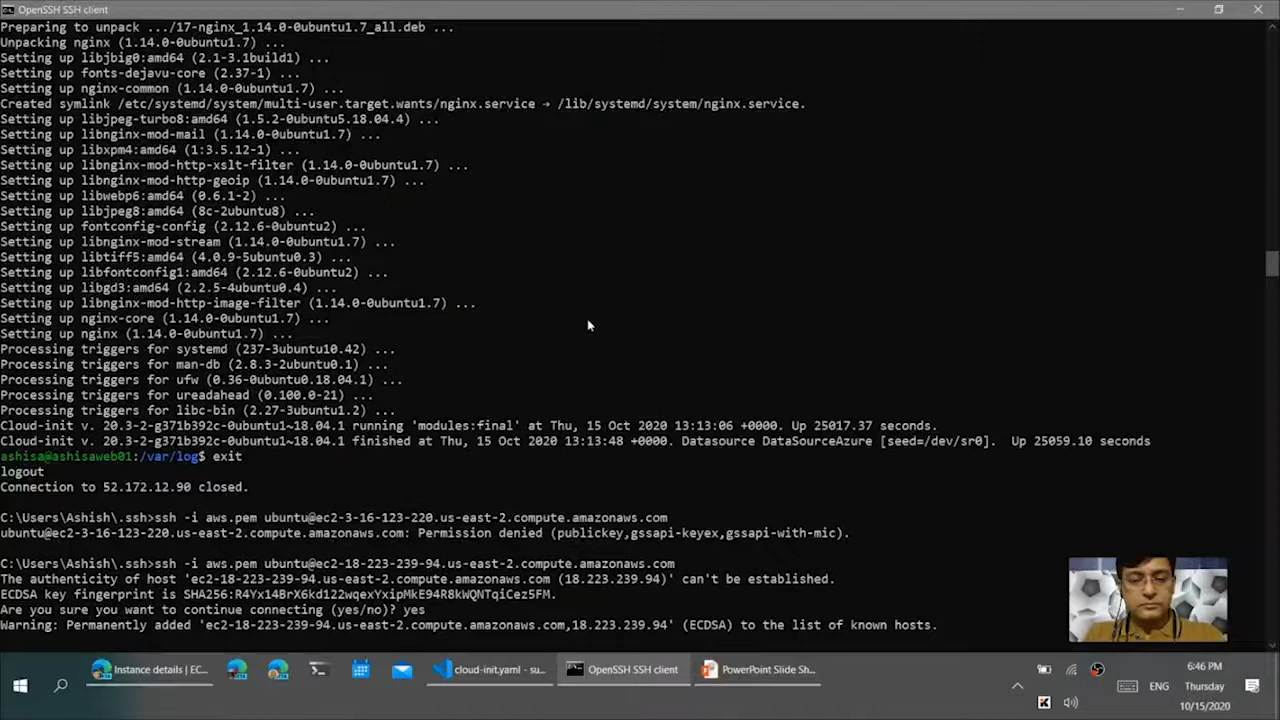 OpenSSH SSH client
Preparing to unpack .../17-nginx_1.14.0-0ubuntu1.7_all.deb ...
Unpacking nginx (1.14.0-0ubuntu1.7) ...
Setting up libjbig0:amd64 (2.1-3.1build1) ...
Setting up fonts-dejavu-core (2.37-1) ...
Setting up nginx-common (1.14.0-0ubuntu1.7) ...
Created symlink /etc/systemd/system/multi-user.target.wants/nginx.service → /lib/systemd/system/nginx.service.
Setting up libjpeg-turbo8:amd64 (1.5.2-0ubuntu5.18.04.4) ...
Setting up libnginx-mod-mail (1.14.0-0ubuntu1.7) ...
Setting up libxpm4:amd64 (1:3.5.12-1) ...
Setting up libnginx-mod-http-xslt-filter (1.14.0-0ubuntu1.7) ...
Setting up libnginx-mod-http-geoip (1.14.0-0ubuntu1.7) ...
Setting up libwebp6:amd64 (0.6.1-2) ...
Setting up libjpeg8:amd64 (8c-2ubuntu8) ...
Setting up fontconfig-config (2.12.6-0ubuntu2) ...
Setting up libnginx-mod-stream (1.14.0-0ubuntu1.7) ...
Setting up libtiff5:amd64 (4.0.9-5ubuntu0.3) ...
Setting up libfontconfig1:amd64 (2.12.6-0ubuntu2) ...
Setting up libgd3:amd64 (2.2.5-4ubuntu0.4) ...
Setting up libnginx-mod-http-image-filter (1.14.0-0ubuntu1.7) ...
Setting up nginx-core (1.14.0-0ubuntu1.7) ...
Setting up nginx (1.14.0-0ubuntu1.7) ...
Processing triggers for systemd (237-3ubuntu10.42) ...
Processing triggers for man-db (2.8.3-2ubuntu0.1) ...
Processing triggers for ufw (0.36-0ubuntu0.18.04.1) ...
Processing triggers for ureadahead (0.100.0-21) ...
Processing triggers for libc-bin (2.27-3ubuntu1.2) ...
Cloud-init v. 20.3-2-g371b392c-0ubuntu1~18.04.1 running 'modules:final' at Thu, 15 Oct 2020 13:13:06 +0000. Up 25017.37 seconds.
Cloud-init v. 20.3-2-g371b392c-0ubuntu1~18.04.1 finished at Thu, 15 Oct 2020 13:13:48 +0000. Datasource DataSourceAzure [seed=/dev/sr0].  Up 25059.10 seconds
ashisa@ashisaweb01:/var/log$ exit
logout
Connection to 52.172.12.90 closed.
C:\Users\Ashish\.ssh>ssh -i aws.pem ubuntu@ec2-3-16-123-220.us-east-2.compute.amazonaws.com
ubuntu@ec2-3-16-123-220.us-east-2.compute.amazonaws.com: Permission denied (publickey,gssapi-keyex,gssapi-with-mic).
C:\Users\Ashish\.ssh>ssh -i aws.pem ubuntu@ec2-18-223-239-94.us-east-2.compute.amazonaws.com
The authenticity of host 'ec2-18-223-239-94.us-east-2.compute.amazonaws.com (18.223.239.94)' can't be established.
ECDSA key fingerprint is SHA256:R4Yx14BrX6kd122wqexYxipMkE94R8kWQNTqiCez5FM.
Are you sure you want to continue connecting (yes/no)? yes
Warning: Permanently added 'ec2-18-223-239-94.us-east-2.compute.amazonaws.com,18.223.239.94' (ECDSA) to the list of known hosts.
Instance details | EC...
cloud-init.yaml - su...
OpenSSH SSH client
PowerPoint Slide Sh...
ENG
6:46 PM
Thursday
10/15/2020